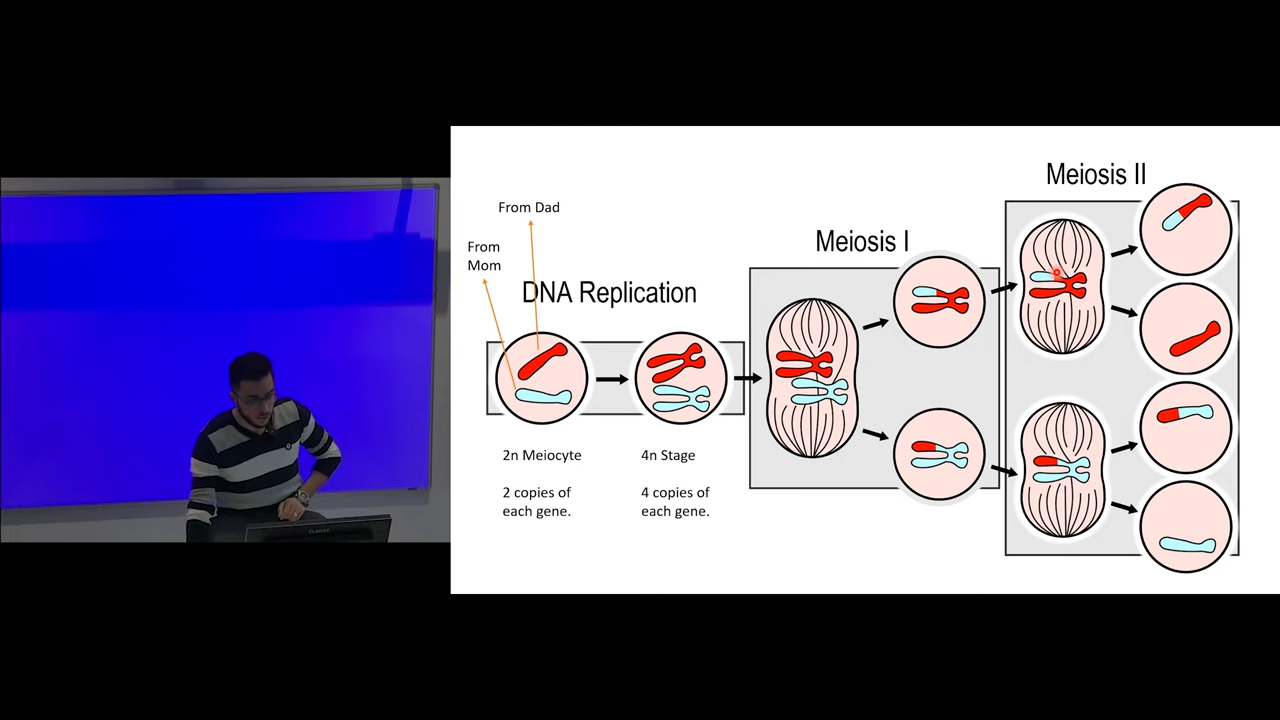 Meiosis II
From Dad
Meiosis I
From
Mom
DNA Replication
2n Meiocyte
4n Stage
2 copies of
each gene.
4 copies of
each gene.